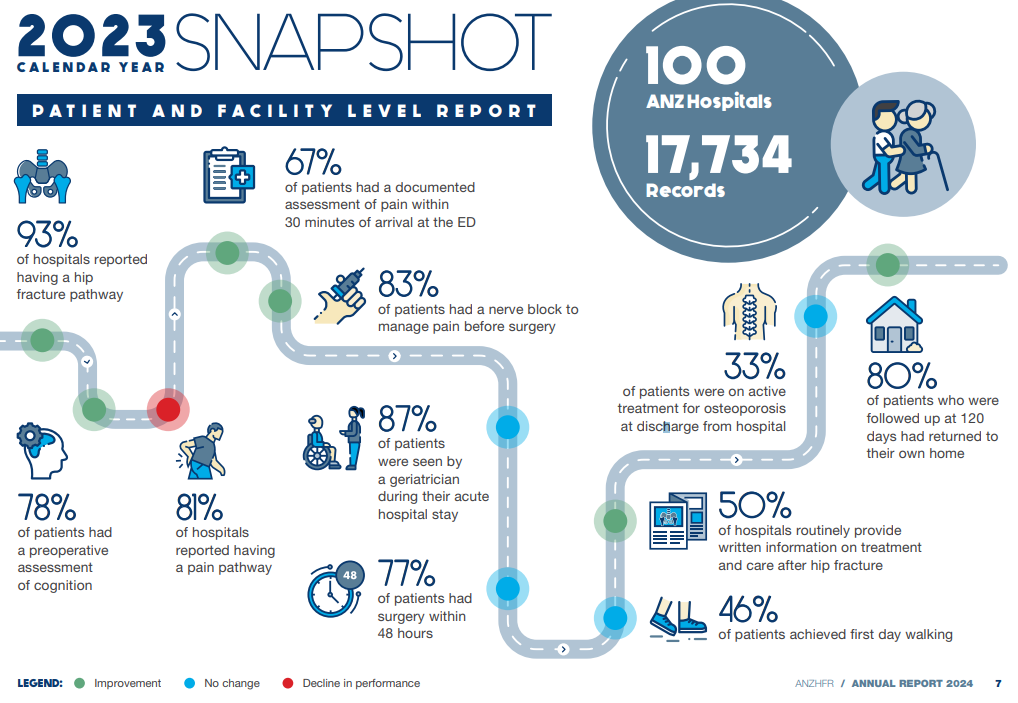 2023 SNAPSHOT
CALENDAR YEAR
PATIENT AND FACILITY LEVEL REPORT
100
ANZ Hospitals
17,734
Records
93%
of hospitals reported
having a hip
fracture pathway
67%
of patients had a documented
assessment of pain within
30 minutes of arrival at the ED
83%
of patients had a nerve block to
manage pain before surgery
78%
of patients had
a preoperative
assessment
of cognition
81%
of hospitals
reported having
a pain pathway
87%
of patients
were seen by
a geriatrician
during their acute
hospital stay
48
77%
of patients had
surgery within
48 hours
33%
of patients were on active
treatment for osteoporosis
at discharge from hospital
80%
of patients who were
followed up at 120
days had returned to
their own home
50%
of hospitals routinely provide
written information on treatment
and care after hip fracture
46%
of patients achieved first day walking
LEGEND: Improvement No change Decline in performance
ANZHFR / ANNUAL REPORT 2024 7